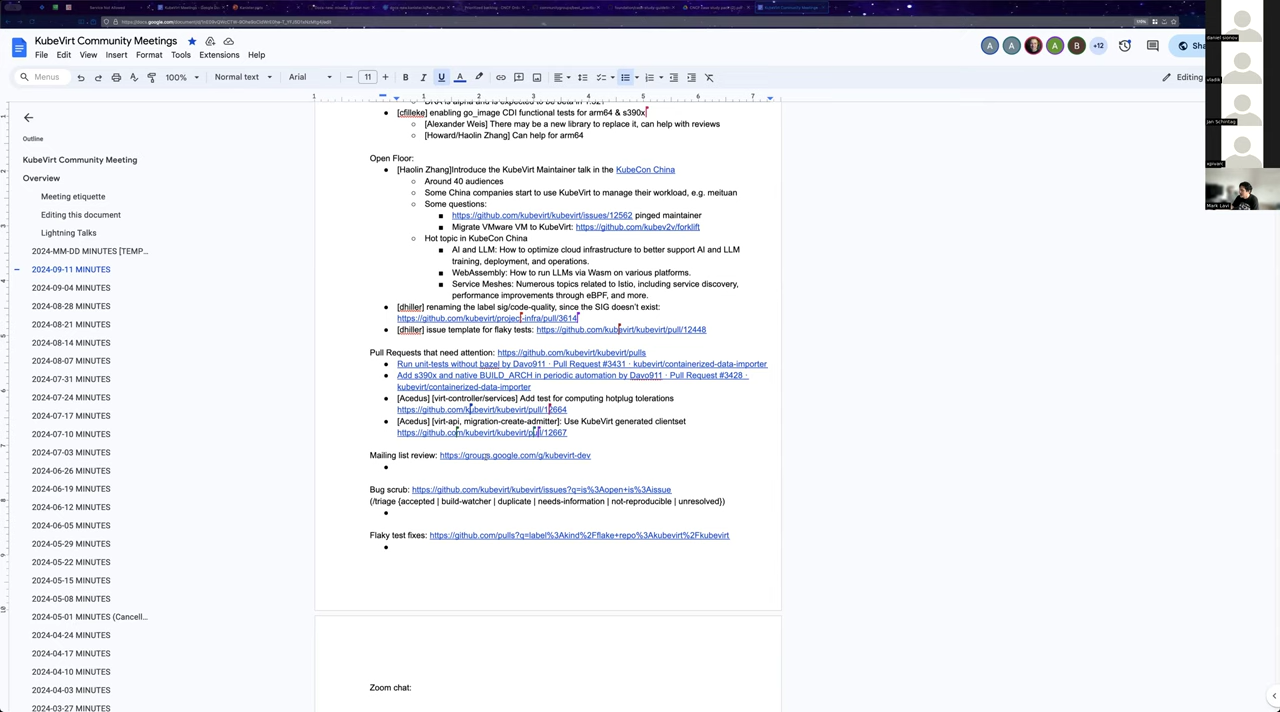 KubeVirt Community Meetings
File Edit View Insert Format Tools Extensions Help
Menus
100%
Normal text
Arial
11
Editing
Outline
KubeVirt Community Meeting
Overview
Meeting etiquette
Editing this document
Lightning Talks
2024-MM-DD MINUTES [TEMP...
2024-09-11 MINUTES
2024-09-04 MINUTES
2024-08-28 MINUTES
2024-08-21 MINUTES
2024-08-14 MINUTES
2024-08-07 MINUTES
2024-07-31 MINUTES
2024-07-24 MINUTES
2024-07-17 MINUTES
2024-07-10 MINUTES
2024-07-03 MINUTES
2024-06-26 MINUTES
2024-06-19 MINUTES
2024-06-12 MINUTES
2024-06-05 MINUTES
2024-05-29 MINUTES
2024-05-22 MINUTES
2024-05-15 MINUTES
2024-05-08 MINUTES
2024-05-01 MINUTES (Cancell...
2024-04-24 MINUTES
2024-04-17 MINUTES
2024-04-10 MINUTES
2024-04-03 MINUTES
2024-03-27 MINUTES
[cfilleke] enabling go_image CDI functional tests for arm64 & s390x
[Alexander Weis] There may be a new library to replace it, can help with reviews
[Howard/Haolin Zhang] Can help for arm64
Open Floor:
[Haolin Zhang]Introduce the KubeVirt Maintainer talk in the KubeCon China
Around 40 audiences
Some China companies start to use KubeVirt to manage their workload, e.g. meituan
Some questions:
https://github.com/kubevirt/kubevirt/issues/12562 pinged maintainer
Migrate VMware VM to KubeVirt: https://github.com/kubev2v/forklift
Hot topic in KubeCon China
AI and LLM: How to optimize cloud infrastructure to better support AI and LLM
training, deployment, and operations.
WebAssembly: How to run LLMs via Wasm on various platforms.
Service Meshes: Numerous topics related to Istio, including service discovery,
performance improvements through eBPF, and more.
[dhiller] renaming the label sig/code-quality, since the SIG doesn't exist:
https://github.com/kubevirt/project-infra/pull/3614
[dhiller] issue template for flaky tests: https://github.com/kubevirt/kubevirt/pull/12448
Pull Requests that need attention: https://github.com/kubevirt/kubevirt/pulls
Run unit-tests without bazel by Davo911 · Pull Request #3431 · kubevirt/containerized-data-importer
Add s390x and native BUILD_ARCH in periodic automation by Davo911 · Pull Request #3428 ·
kubevirt/containerized-data-importer
[Acedus] [virt-controller/services] Add test for computing hotplug tolerations
https://github.com/kubevirt/kubevirt/pull/12664
[Acedus] [virt-api, migration-create-admitter]: Use KubeVirt generated clientset
https://github.com/kubevirt/kubevirt/pull/12667
Mailing list review: https://groups.google.com/g/kubevirt-dev
Bug scrub: https://github.com/kubevirt/kubevirt/issues?q=is%3Aopen+is%3Aissue
(/triage {accepted | build-watcher | duplicate | needs-information | not-reproducible | unresolved})
Flaky test fixes: https://github.com/pulls?q=label%3Akind%2Fflake+repo%3Akubevirt%2Fkubevirt
Zoom chat:
A A A B +12
daniel sionov
vladik
Jan Schintag
xpivarc
Mark Lavi